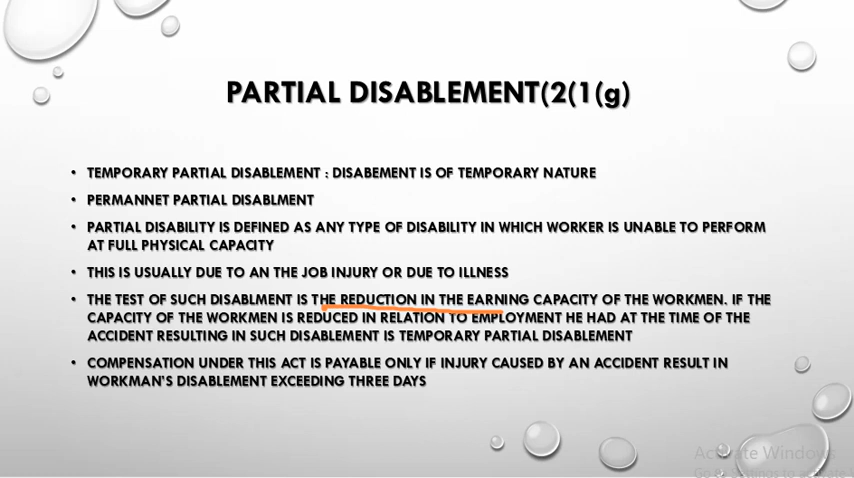 PARTIAL DISABLEMENT(2(1(g)
• TEMPORARY PARTIAL DISABLEMENT : DISABEMENT IS OF TEMPORARY NATURE
• PERMANNET PARTIAL DISABLMENT
• PARTIAL DISABILITY IS DEFINED AS ANY TYPE OF DISABILITY IN WHICH WORKER IS UNABLE TO PERFORM
AT FULL PHYSICAL CAPACITY
• THIS IS USUALLY DUE TO AN THE JOB INJURY OR DUE TO ILLNESS
• THE TEST OF SUCH DISABLMENT IS THE REDUCTION IN THE EARNING CAPACITY OF THE WORKMEN. IF THE
CAPACITY OF THE WORKMEN IS REDUCED IN RELATION TO EMPLOYMENT HE HAD AT THE TIME OF THE
ACCIDENT RESULTING IN SUCH DISABLEMENT IS TEMPORARY PARTIAL DISABLEMENT
• COMPENSATION UNDER THIS ACT IS PAYABLE ONLY IF INJURY CAUSED BY AN ACCIDENT RESULT IN
WORKMAN'S DISABLEMENT EXCEEDING THREE DAYS
Activate Windows
Go to Settings to activate W